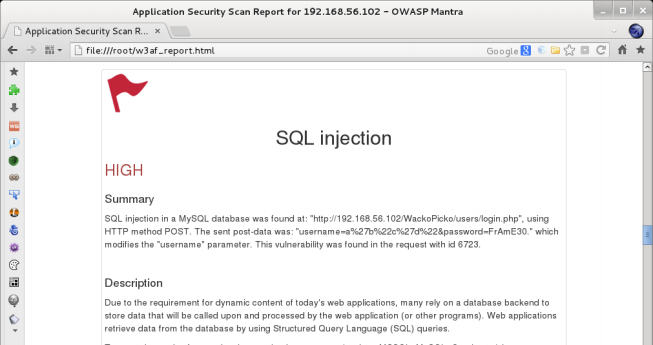 Application Security Scan Report for 192.168.56.102 - OWASP Mantra
Application Security Scan R...
file:///root/w3af_report.html
Google
SQL injection
HIGH
Summary
SQL injection in a MySQL database was found at: "http://192.168.56.102/WackoPicko/users/login.php", using
HTTP method POST. The sent post-data was: "username=a%27b%22c%27d%22&password=FrAmE30." which
modifies the "username" parameter. This vulnerability was found in the request with id 6723.
Description
Due to the requirement for dynamic content of today's web applications, many rely on a database backend to
store data that will be called upon and processed by the web application (or other programs). Web applications
retrieve data from the database by using Structured Query Language (SQL) queries.